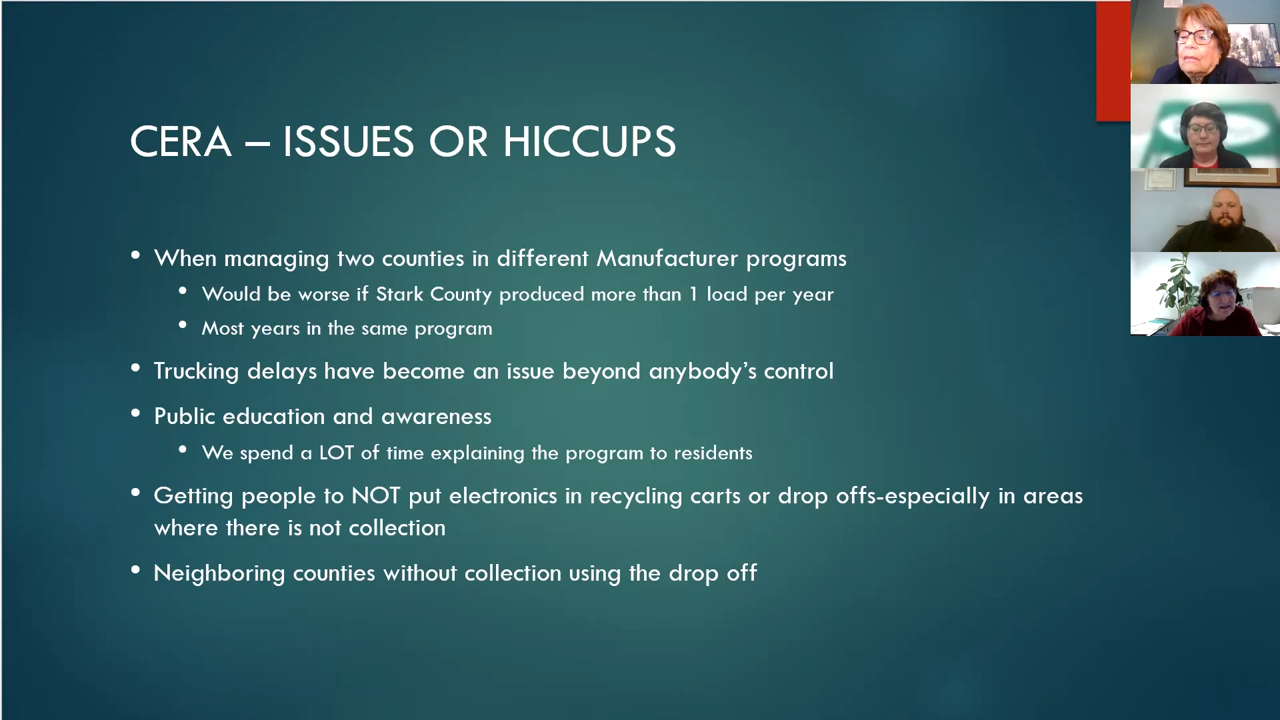 CERA – ISSUES OR HICCUPS
• When managing two counties in different Manufacturer programs
• Would be worse if Stark County produced more than 1 load per year
• Most years in the same program
• Trucking delays have become an issue beyond anybody’s control
• Public education and awareness
• We spend a LOT of time explaining the program to residents
• Getting people to NOT put electronics in recycling carts or drop offs-especially in areas
where there is not collection
• Neighboring counties without collection using the drop off